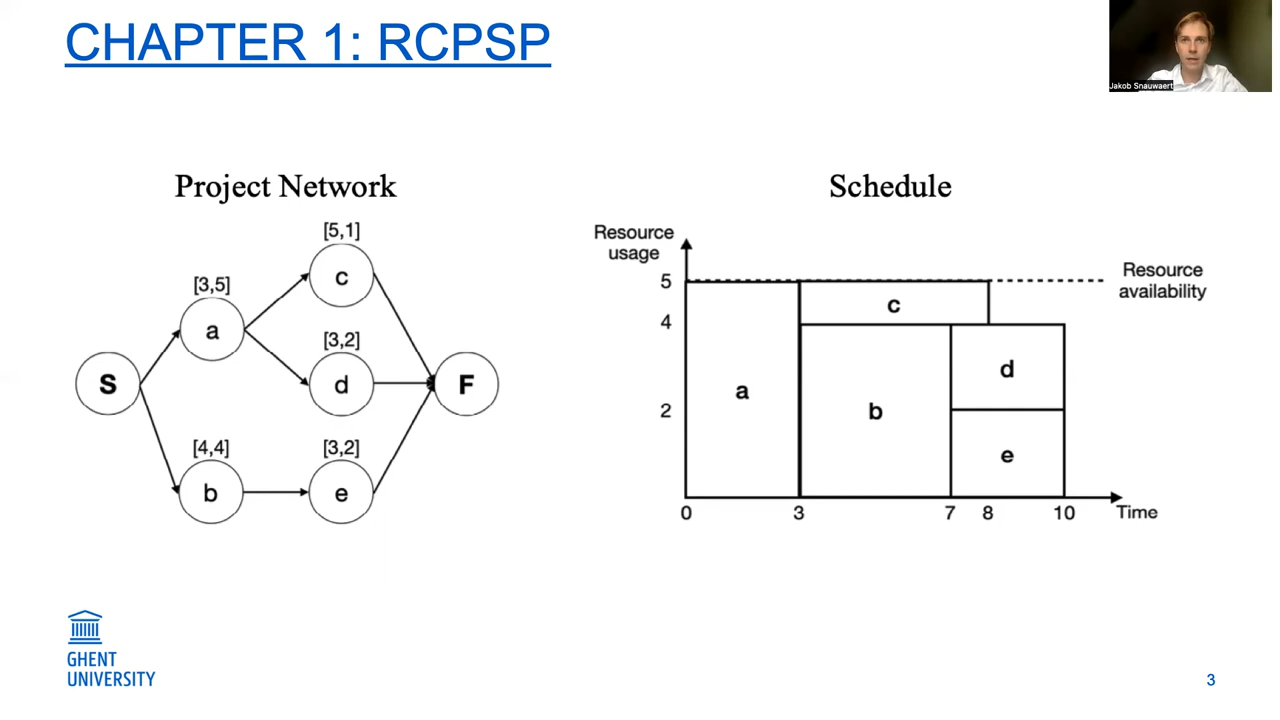 CHAPTER 1: RCPSP
Jakob Snauwaert
Project Network
[5,1]
c
[3,5]
a
[3,2]
d
S
F
[4,4]
b
[3,2]
e
Schedule
Resource
usage
5
4
2
a
c
b
d
e
Resource
availability
0
3
7
8
10
Time
GHENT
UNIVERSITY
3